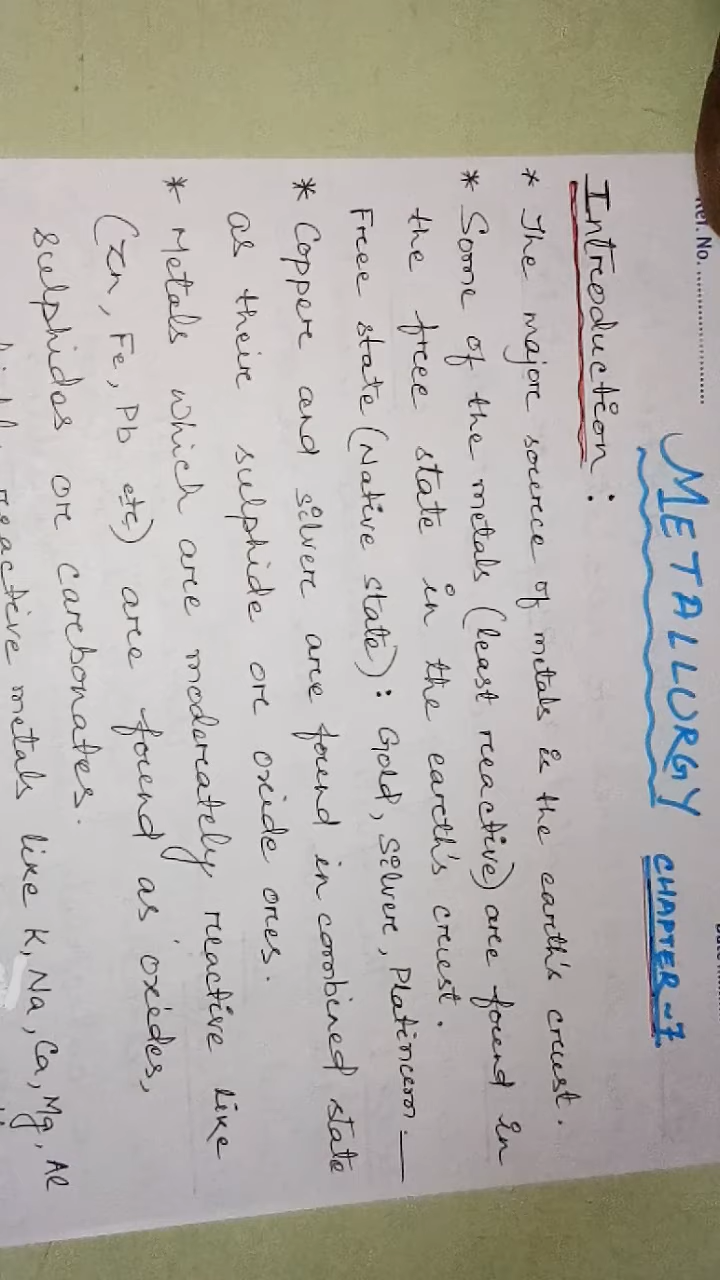 Ref. No. ........................
METALLURGY CHAPTER-7
Introduction :
* The major source of metals is the earth's crust.
* Some of the metals (least reactive) are found in
the free state in the earth's crust.
Free state (Native state) : Gold, Silver, Platinum —
* Copper and silver are found in combined state
as their sulphide or oxide ores.
* Metals which are moderately reactive like
(Zn, Fe, Pb etc) are found as oxides,
sulphides or carbonates.
reactive metals like K, Na, Ca, Mg, Al